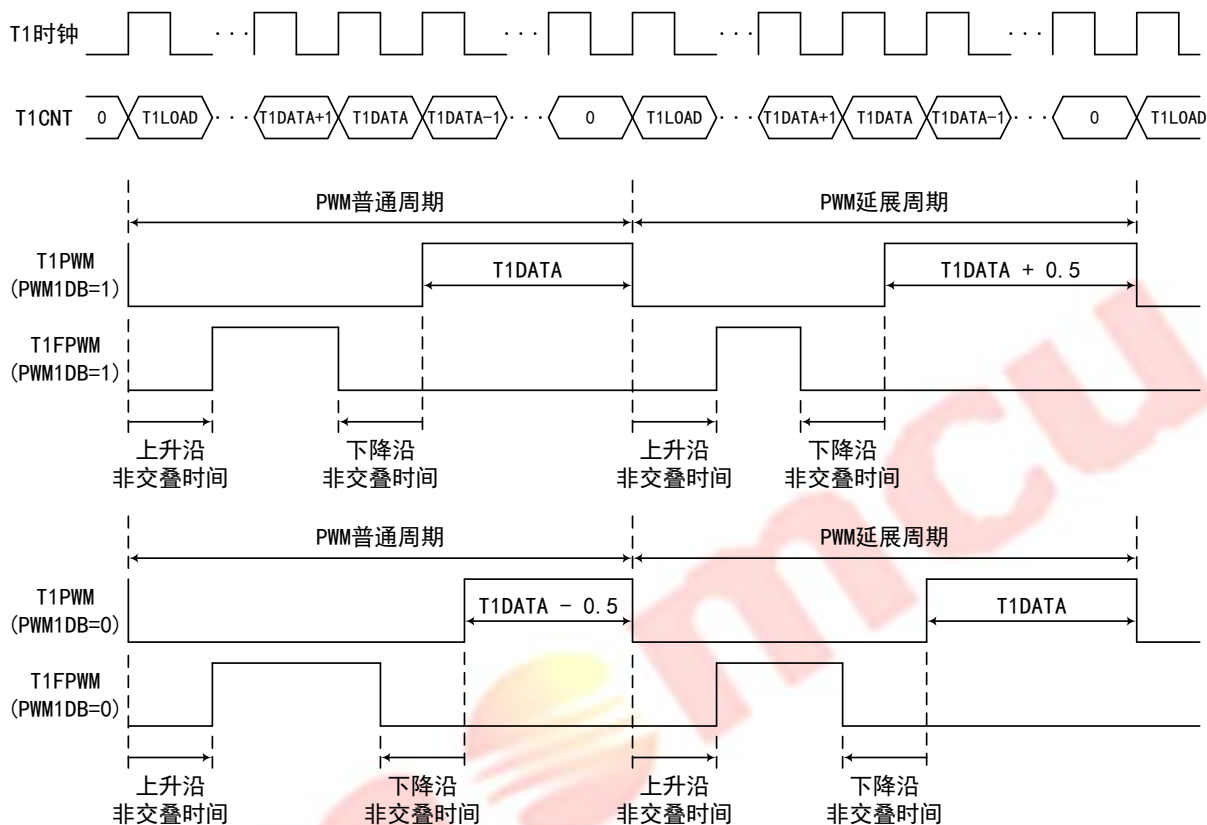 T1时钟
T1CNT 0 T1LOAD ··· T1DATA+1 T1DATA T1DATA-1 ··· 0 T1LOAD ··· T1DATA+1 T1DATA T1DATA-1 ··· 0 T1LOAD
PWM普通周期 PWM延展周期
T1PWM
(PWM1DB=1)
T1DATA T1DATA + 0.5
T1FPWM
(PWM1DB=1)
上升沿 下降沿 上升沿 下降沿
非交叠时间 非交叠时间 非交叠时间 非交叠时间
PWM普通周期 PWM延展周期
T1PWM
(PWM1DB=0)
T1DATA - 0.5 T1DATA
T1FPWM
(PWM1DB=0)
上升沿 下降沿 上升沿 下降沿
非交叠时间 非交叠时间 非交叠时间 非交叠时间
mcu